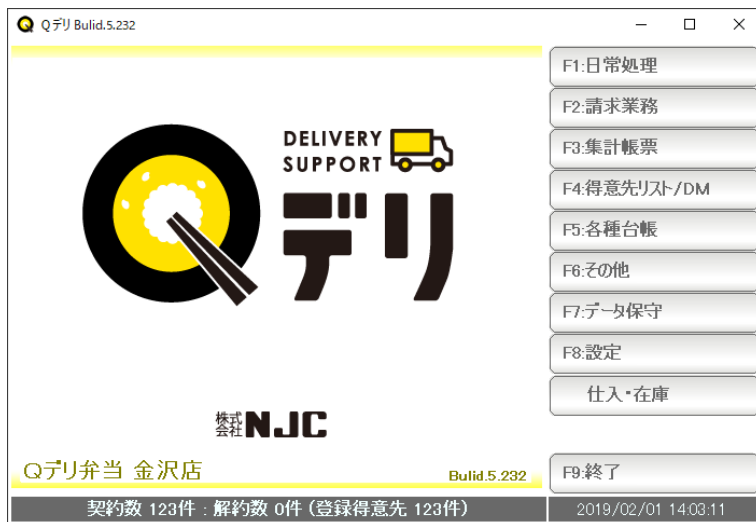 Qデリ Bulid.5.232
DELIVERY
SUPPORT
Qデリ
株式会社NJC
Qデリ弁当 金沢店
Bulid.5.232
F1:日常処理
F2:請求業務
F3:集計帳票
F4:得意先リスト/DM
F5:各種台帳
F6:その他
F7:データ保守
F8:設定
仕入・在庫
F9:終了
契約数 123件 : 解約数 0件 (登録得意先 123件)
2019/02/01 14:03:11